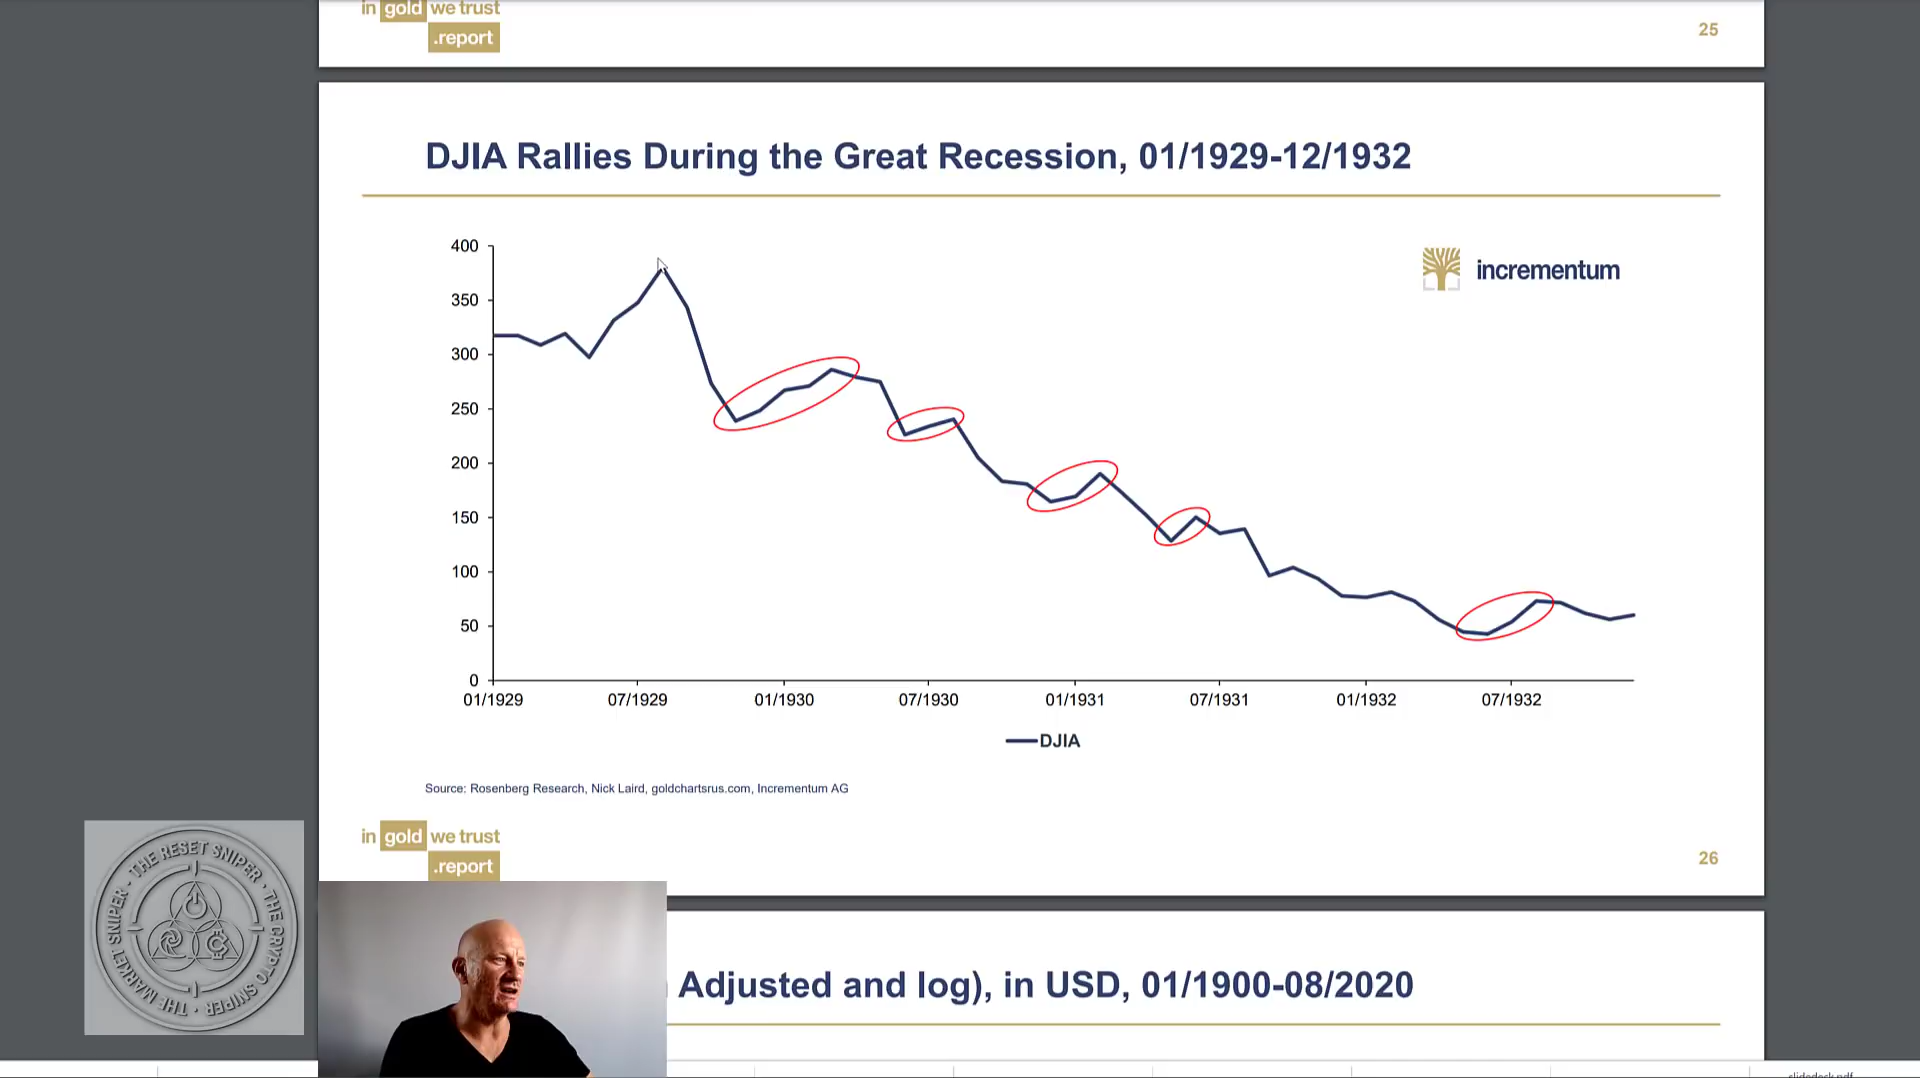 in gold we trust
.report
25
DJIA Rallies During the Great Recession, 01/1929-12/1932
incrementum
400
350
300
250
200
150
100
50
0
01/1929
07/1929
01/1930
07/1930
01/1931
07/1931
01/1932
07/1932
DJIA
Source: Rosenberg Research, Nick Laird, goldchartsrus.com, Incrementum AG
in gold we trust
.report
26
THE RESET SNIPER · THE CRYPTO SNIPER · THE MARKET SNIPER ·
Adjusted and log), in USD, 01/1900-08/2020